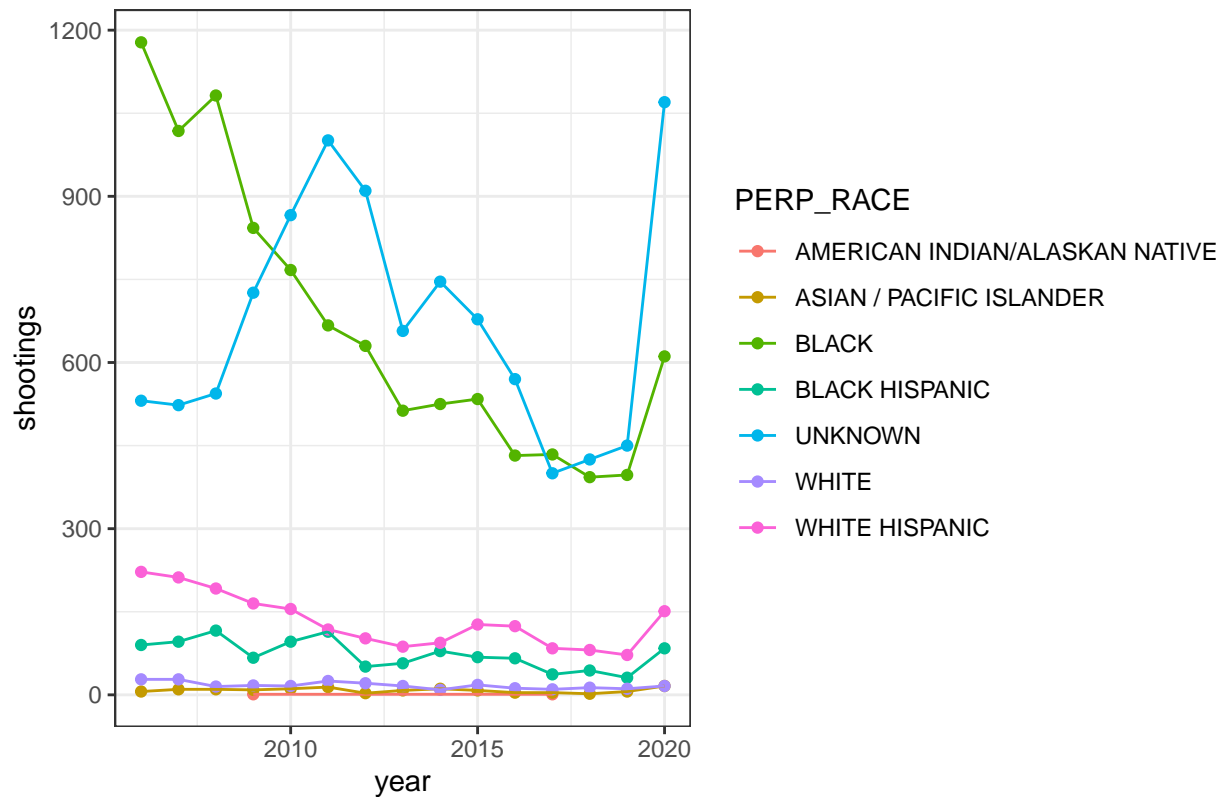 1200
900
600
300
0
shootings
2010
2015
2020
year
PERP_RACE
AMERICAN INDIAN/ALASKAN NATIVE
ASIAN / PACIFIC ISLANDER
BLACK
BLACK HISPANIC
UNKNOWN
WHITE
WHITE HISPANIC